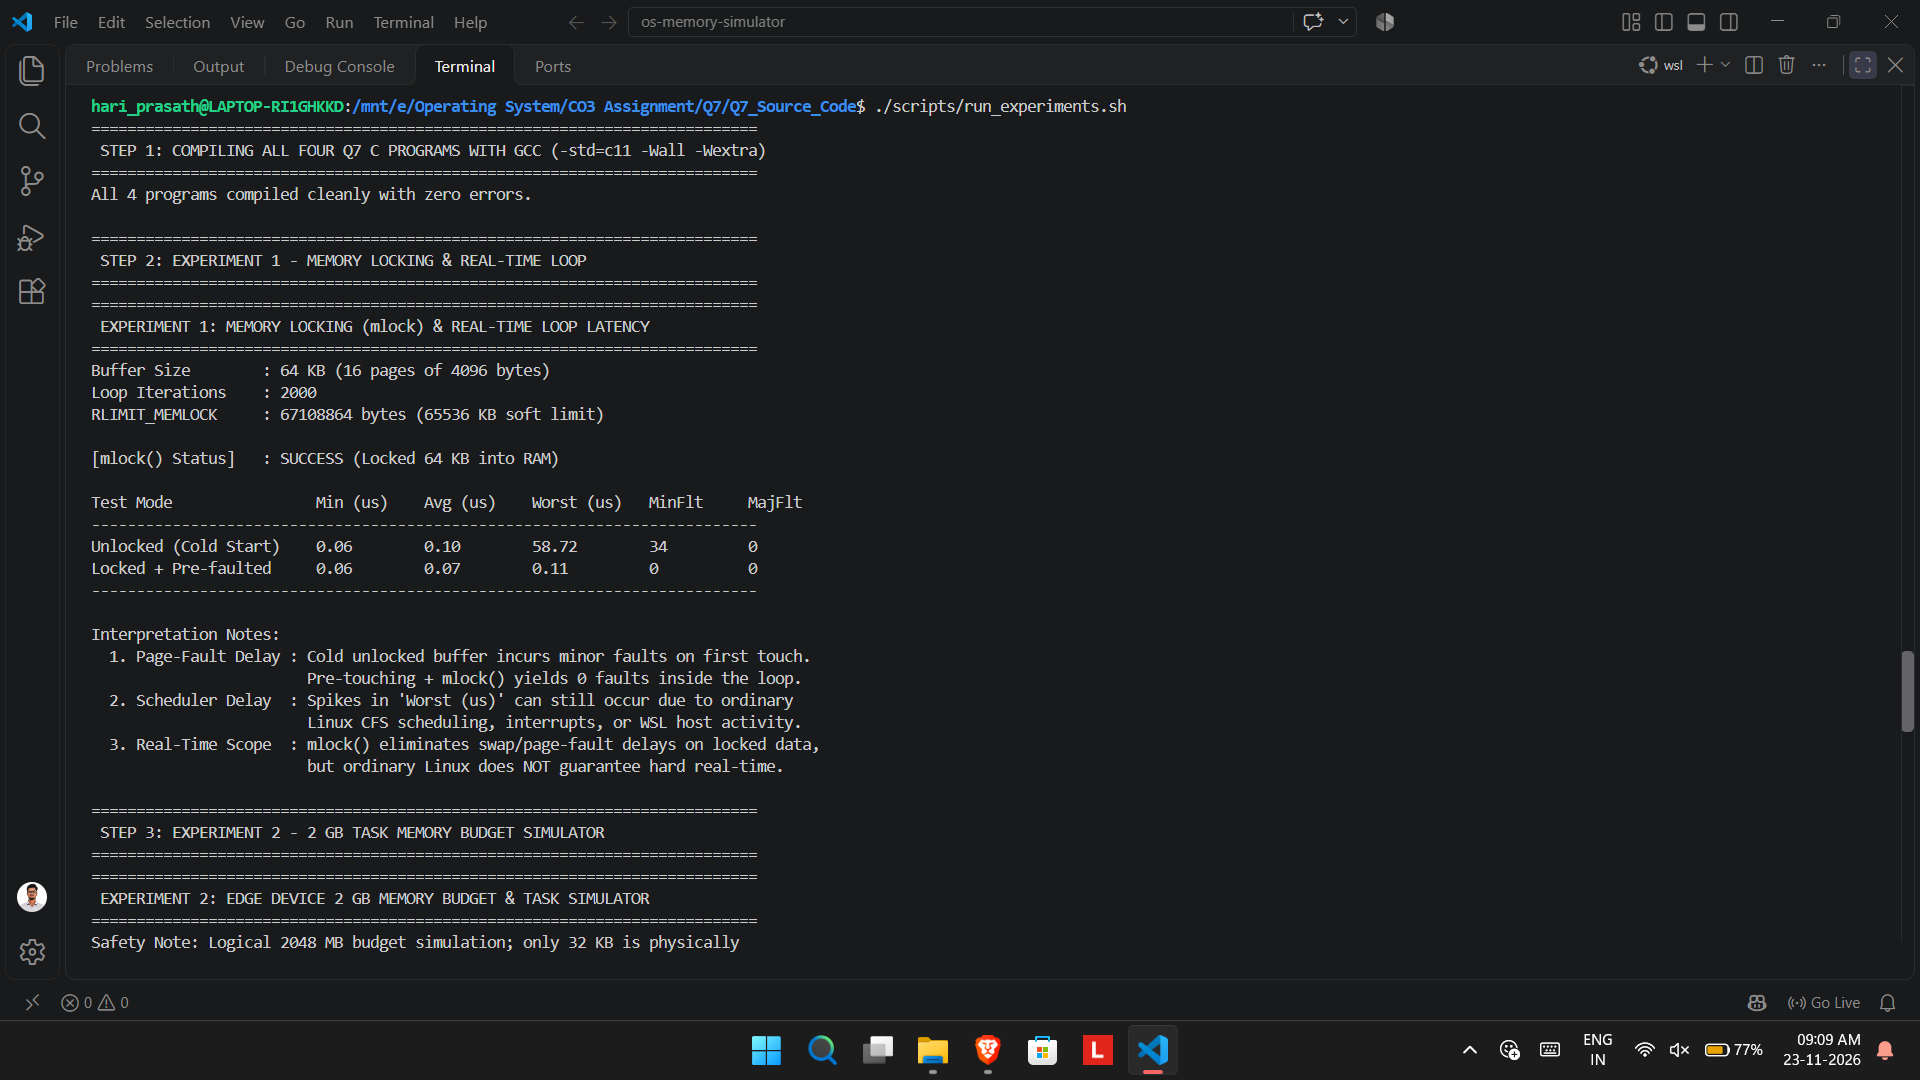 File Edit Selection View Go Run Terminal Help
os-memory-simulator
Problems Output Debug Console Terminal Ports
wsl
hari_prasath@LAPTOP-RI1GHKKD:/mnt/e/Operating System/CO3 Assignment/Q7/Q7_Source_Code$ ./scripts/run_experiments.sh
==========================================================================
STEP 1: COMPILING ALL FOUR Q7 C PROGRAMS WITH GCC (-std=c11 -Wall -Wextra)
==========================================================================
All 4 programs compiled cleanly with zero errors.
==========================================================================
STEP 2: EXPERIMENT 1 - MEMORY LOCKING & REAL-TIME LOOP
==========================================================================
==========================================================================
EXPERIMENT 1: MEMORY LOCKING (mlock) & REAL-TIME LOOP LATENCY
==========================================================================
Buffer Size : 64 KB (16 pages of 4096 bytes)
Loop Iterations : 2000
RLIMIT_MEMLOCK : 67108864 bytes (65536 KB soft limit)
[mlock() Status] : SUCCESS (Locked 64 KB into RAM)
Test Mode Min (us) Avg (us) Worst (us) MinFlt MajFlt
--------------------------------------------------------------------------
Unlocked (Cold Start) 0.06 0.10 58.72 34 0
Locked + Pre-faulted 0.06 0.07 0.11 0 0
--------------------------------------------------------------------------
Interpretation Notes:
1. Page-Fault Delay : Cold unlocked buffer incurs minor faults on first touch.
Pre-touching + mlock() yields 0 faults inside the loop.
2. Scheduler Delay : Spikes in 'Worst (us)' can still occur due to ordinary
Linux CFS scheduling, interrupts, or WSL host activity.
3. Real-Time Scope : mlock() eliminates swap/page-fault delays on locked data,
but ordinary Linux does NOT guarantee hard real-time.
==========================================================================
STEP 3: EXPERIMENT 2 - 2 GB TASK MEMORY BUDGET SIMULATOR
==========================================================================
==========================================================================
EXPERIMENT 2: EDGE DEVICE 2 GB MEMORY BUDGET & TASK SIMULATOR
==========================================================================
Safety Note: Logical 2048 MB budget simulation; only 32 KB is physically
0 0
Go Live
L
ENG
IN
77%
09:09 AM
23-11-2026